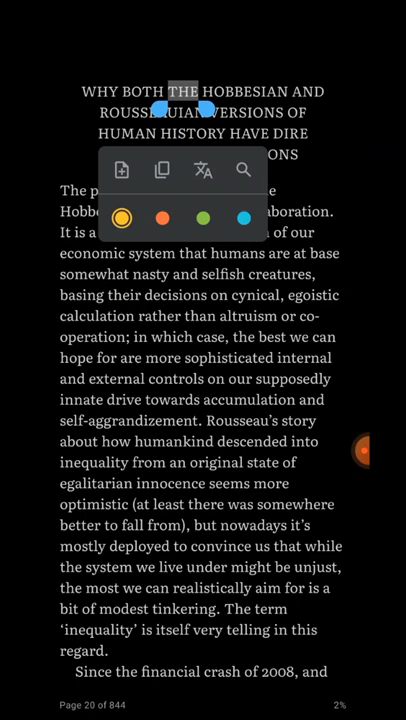 WHY BOTH THE HOBBESIAN AND
VERSIONS OF
HUMAN HISTORY HAVE DIRE
ONS
The p e
Hobbe aboration.
It is a n of our
economic system that humans are at base
somewhat nasty and selfish creatures,
basing their decisions on cynical, egoistic
calculation rather than altruism or co-
operation; in which case, the best we can
hope for are more sophisticated internal
and external controls on our supposedly
innate drive towards accumulation and
self-aggrandizement. Rousseau’s story
about how humankind descended into
inequality from an original state of
egalitarian innocence seems more
optimistic (at least there was somewhere
better to fall from), but nowadays it’s
mostly deployed to convince us that while
the system we live under might be unjust,
the most we can realistically aim for is a
bit of modest tinkering. The term
‘inequality’ is itself very telling in this
regard.
Since the financial crash of 2008, and
Page 20 of 844
2%